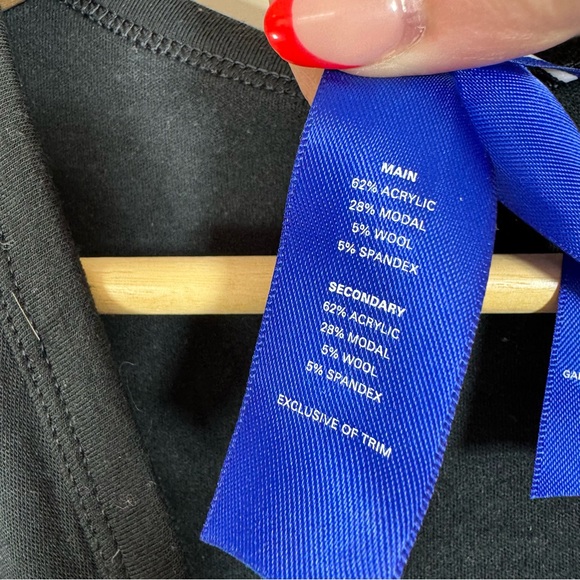 MAIN
62% ACRYLIC
28% MODAL
5% WOOL
5% SPANDEX
SECONDARY
62% ACRYLIC
28% MODAL
5% WOOL
5% SPANDEX
EXCLUSIVE OF TRIM